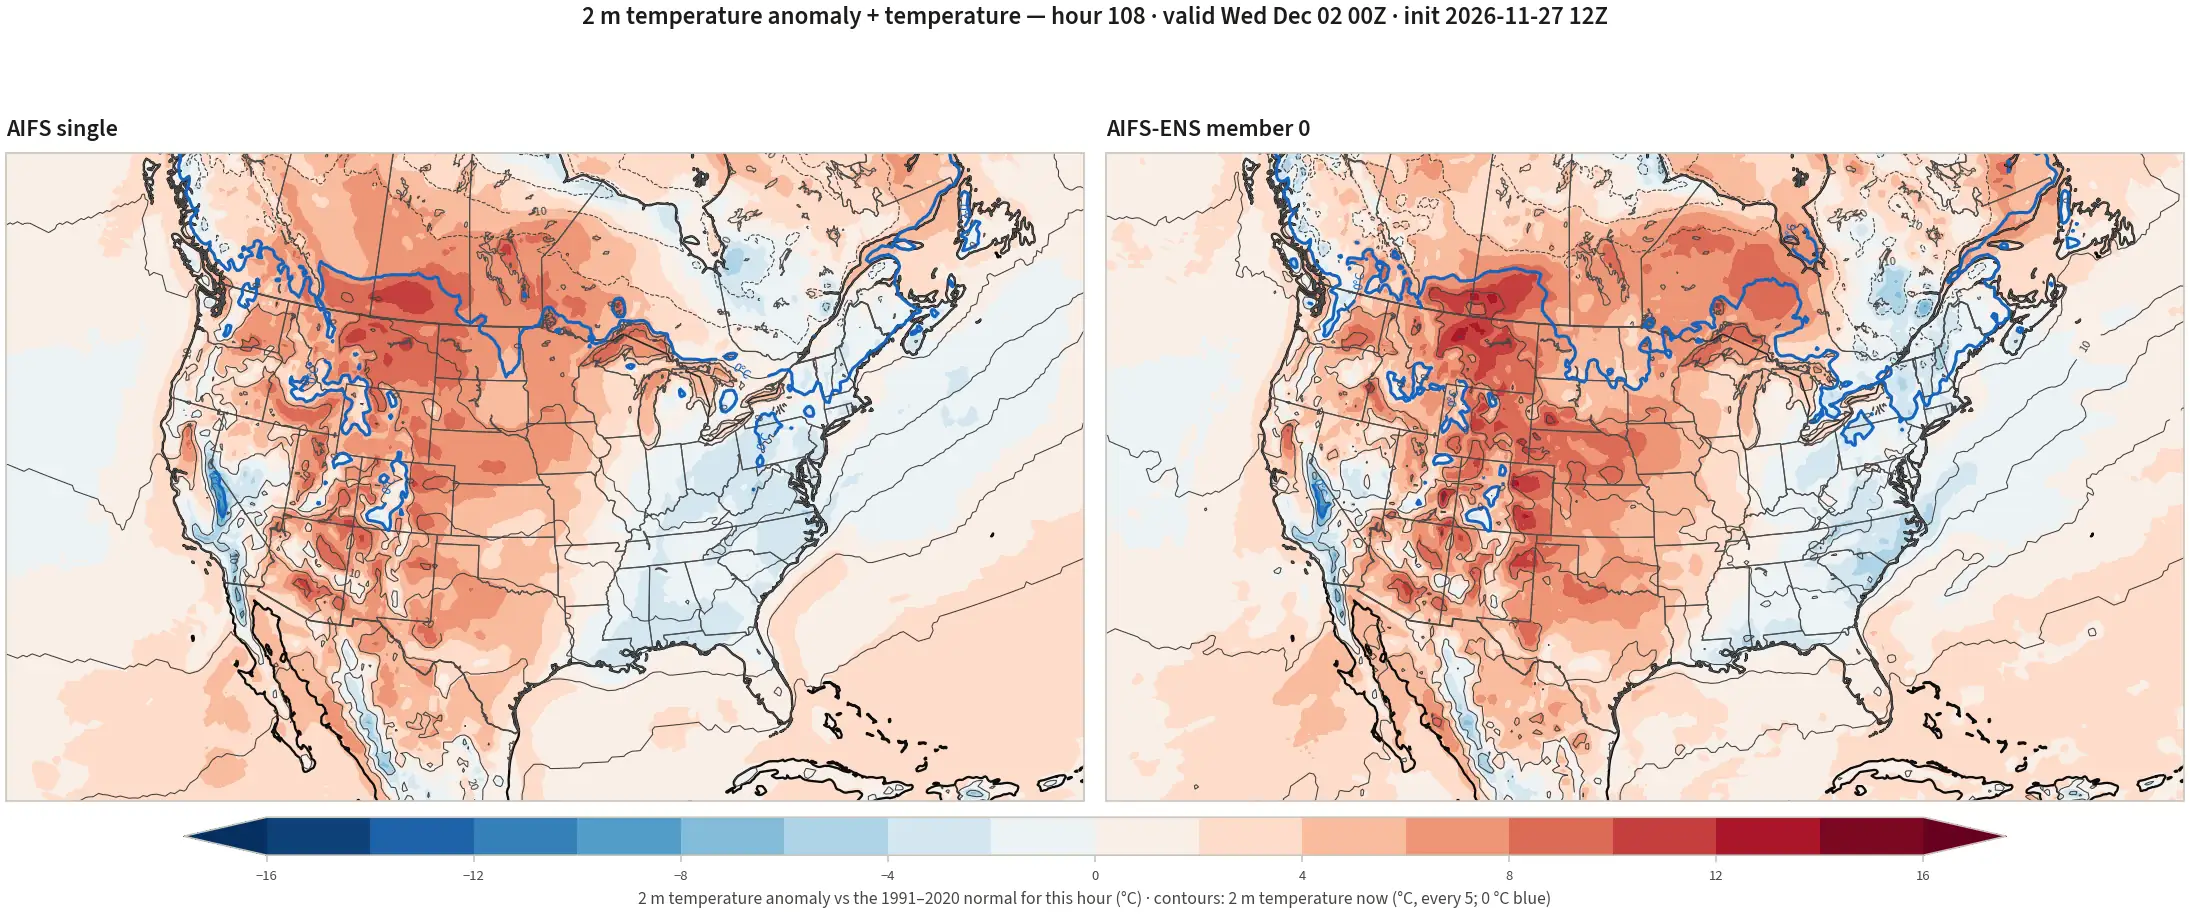 2 m temperature anomaly + temperature — hour 108 · valid Wed Dec 02 00Z · init 2026-11-27 12Z
AIFS single
AIFS-ENS member 0
−16 −12 −8 −4 0 4 8 12 16
2 m temperature anomaly vs the 1991–2020 normal for this hour (°C) · contours: 2 m temperature now (°C, every 5; 0 °C blue)